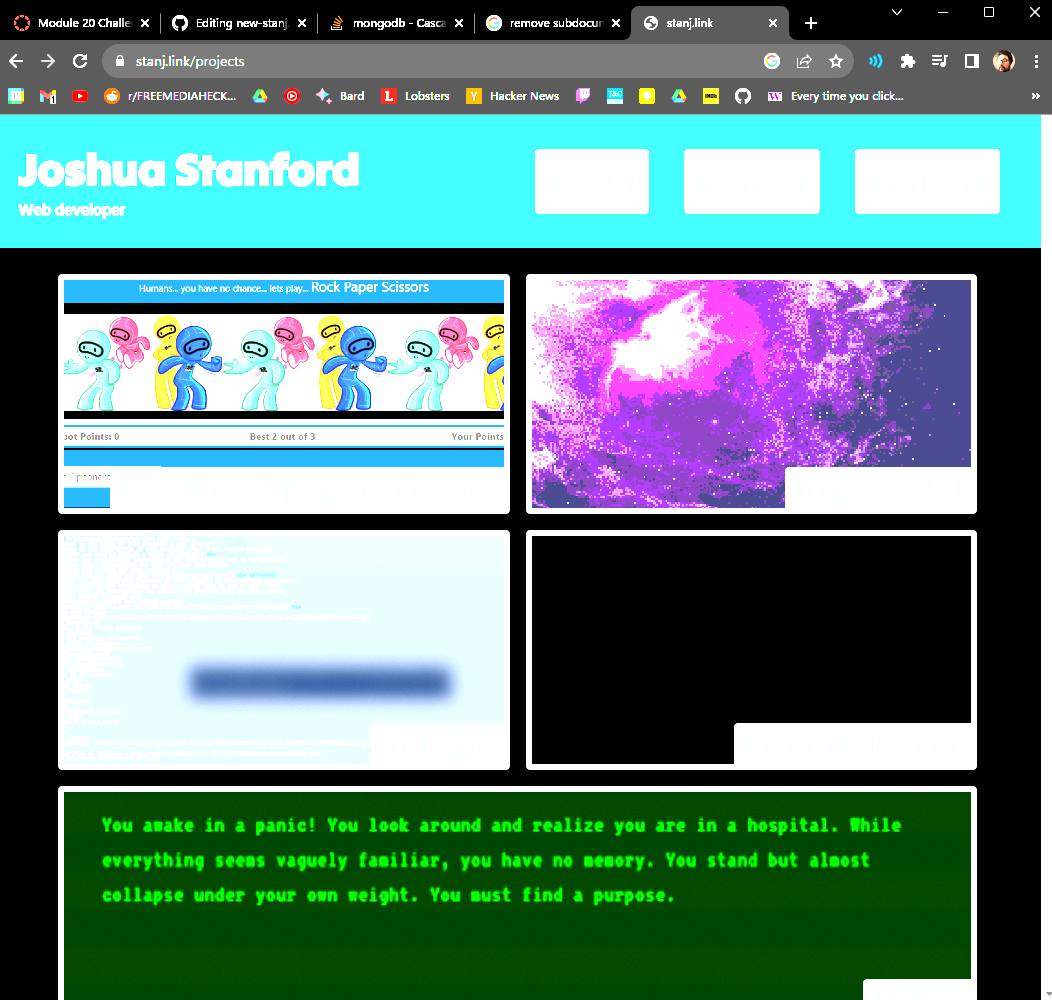 Module 20 Challe
Editing new-stanj.
mongodb - Casca
remove subdocun
stanj.link
stanj.link/projects
r/FREEMEDIAHECK...
Bard
Lobsters
Hacker News
Every time you click...
Joshua Stanford
Web developer
Humans... you have no chance... lets play... Rock Paper Scissors
oot Points: 0
Best 2 out of 3
Your Points
Opponent
You awake in a panic! You look around and realize you are in a hospital. While
everything seems vaguely familiar, you have no memory. You stand but almost
collapse under your own weight. You must find a purpose.